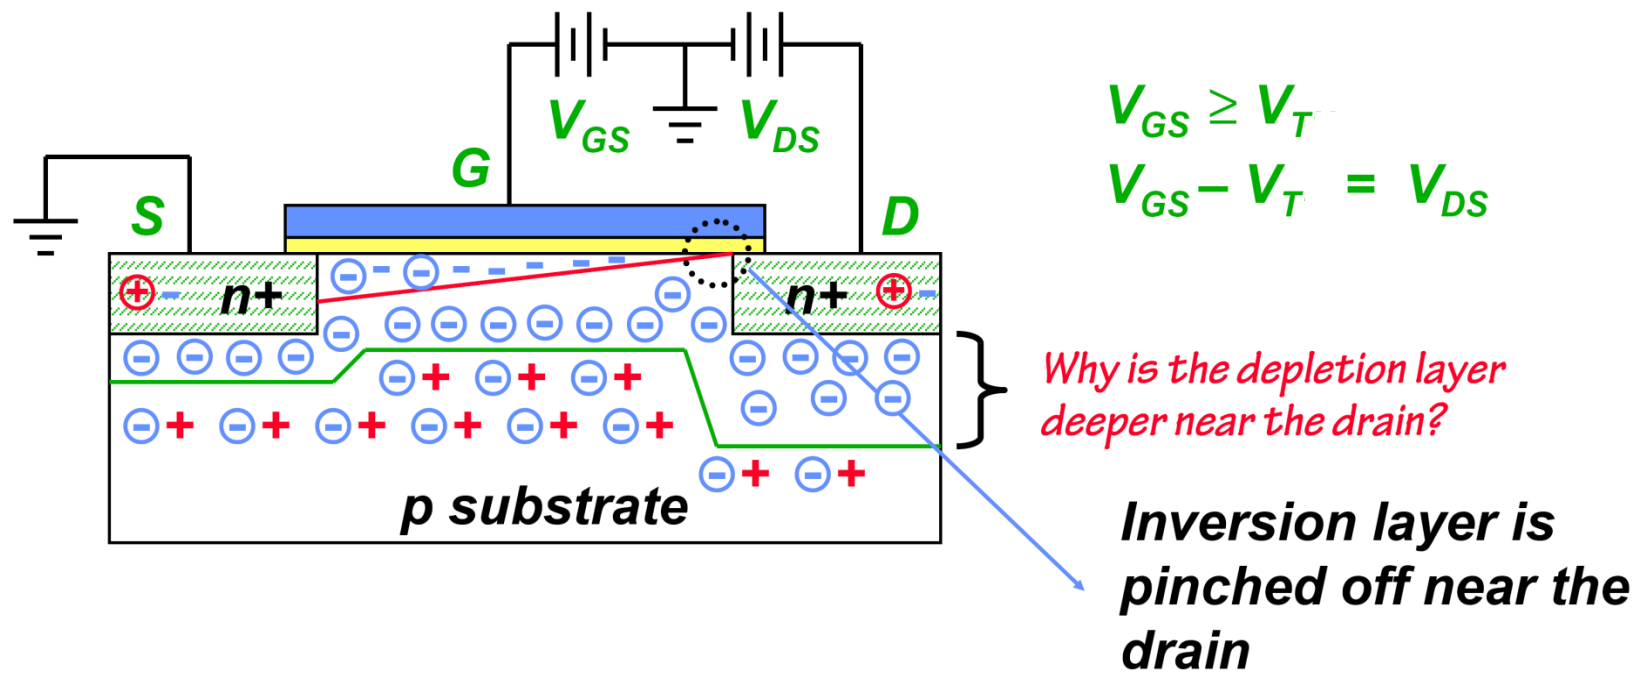 V_GS
V_DS
G
S
D
V_GS ≥ V_T
V_GS – V_T = V_DS
n+
n+
Why is the depletion layer
deeper near the drain?
p substrate
Inversion layer is
pinched off near the
drain